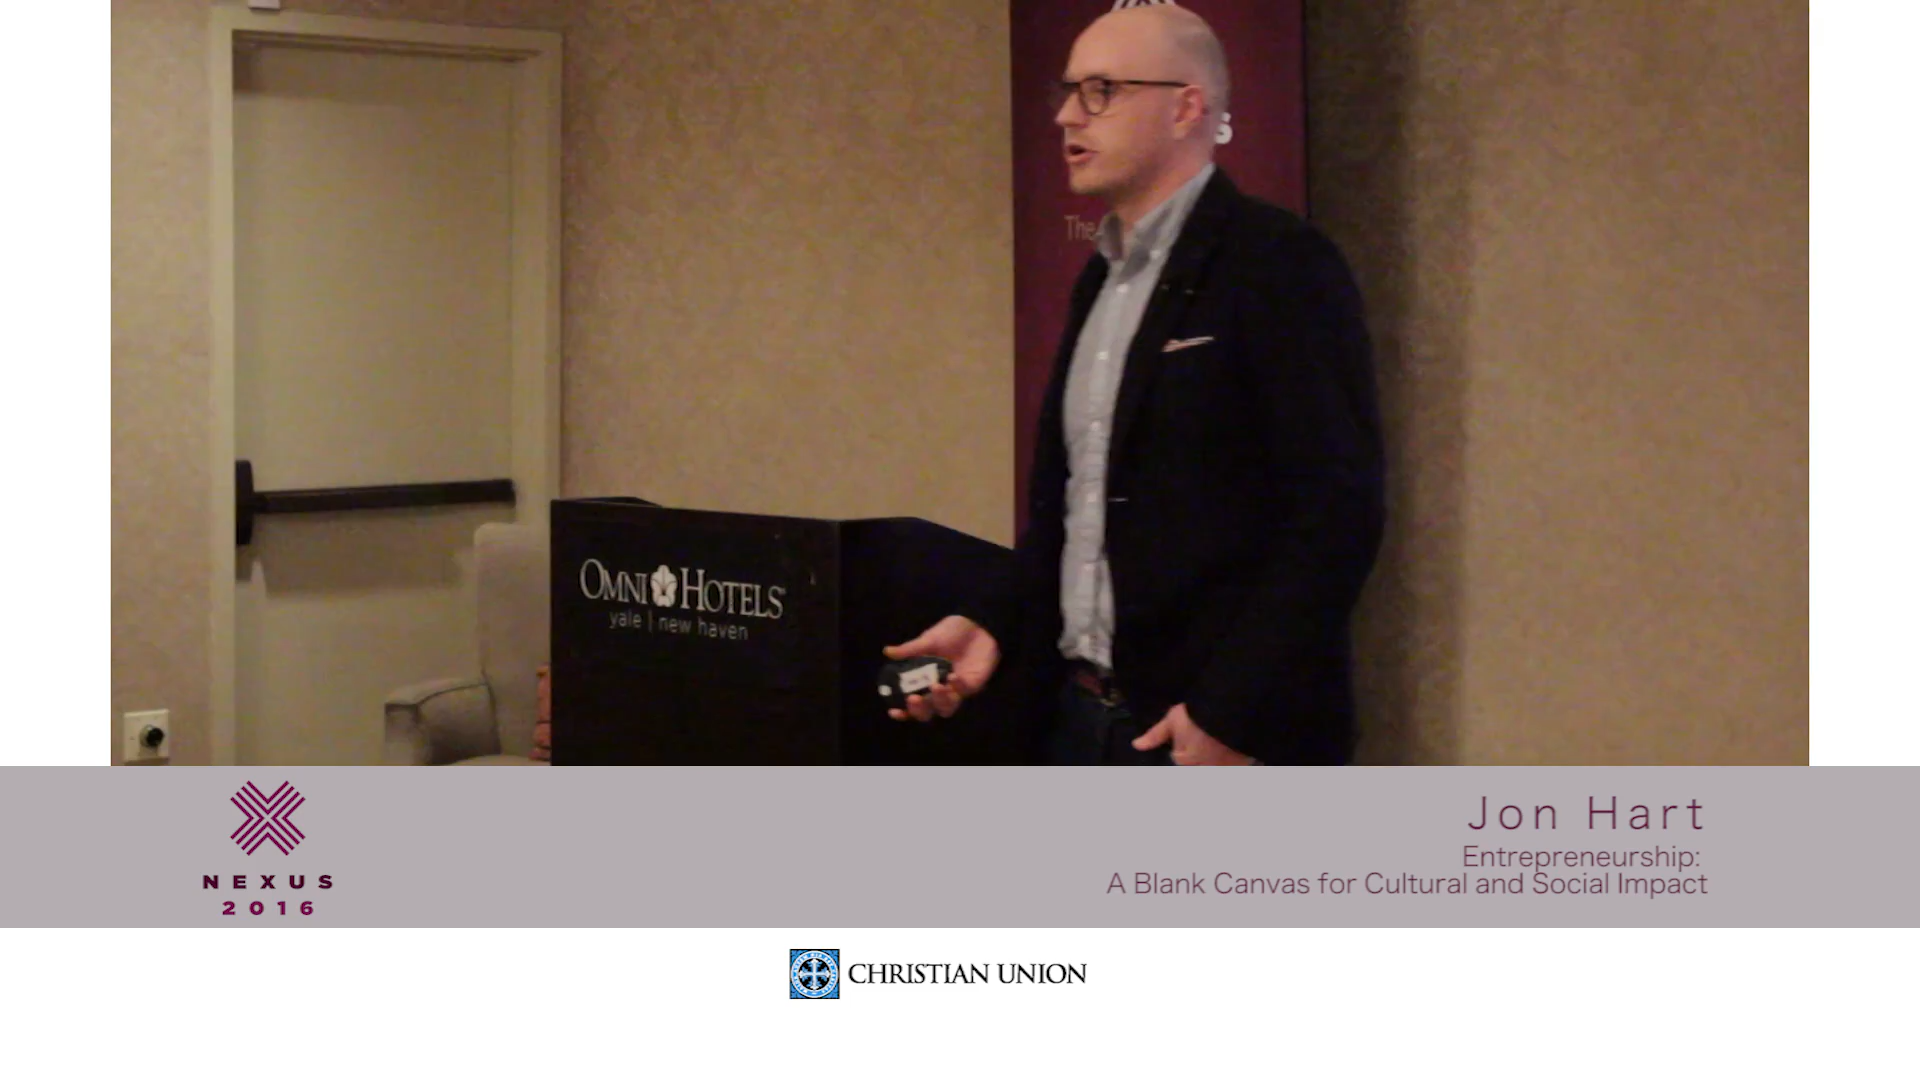 The
s
OMNI HOTELS
yale | new haven
NEXUS
2016
Jon Hart
Entrepreneurship:
A Blank Canvas for Cultural and Social Impact
CHRISTIAN UNION